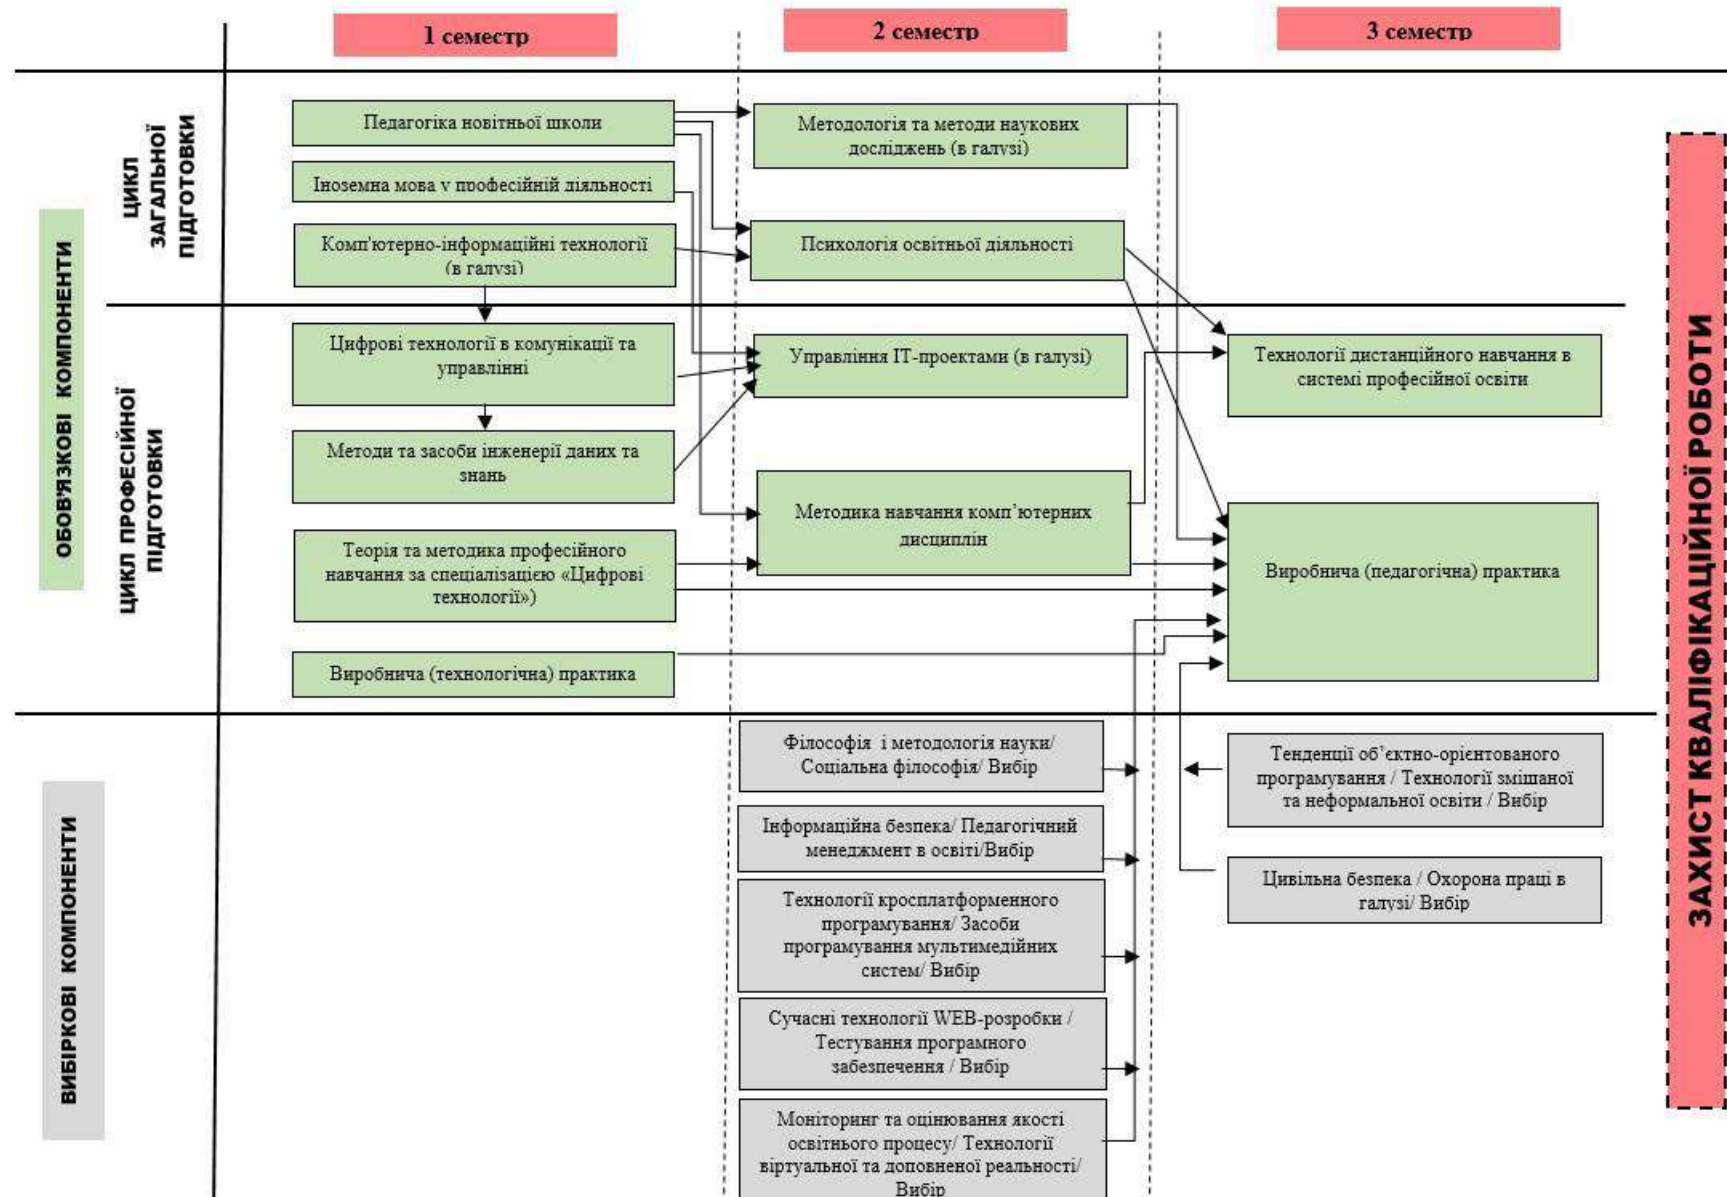 1 семестр
2 семестр
3 семестр
ОБОВ'ЯЗКОВІ КОМПОНЕНТИ
ЦИКЛ
ЗАГАЛЬНОЇ
ПІДГОТОВКИ
Педагогіка новітньої школи
Іноземна мова у професійній діяльності
Комп'ютерно-інформаційні технології
(в галузі)
Методологія та методи наукових
досліджень (в галузі)
Психологія освітньої діяльності
ЦИКЛ ПРОФЕСІЙНОЇ
ПІДГОТОВКИ
Цифрові технології в комунікації та
управлінні
Методи та засоби інженерії даних та
знань
Теорія та методика професійного
навчання за спеціалізацією «Цифрові
технології»)
Виробнича (технологічна) практика
Управління ІТ-проектами (в галузі)
Методика навчання комп’ютерних
дисциплін
Технології дистанційного навчання в
системі професійної освіти
Виробнича (педагогічна) практика
ВИБІРКОВІ КОМПОНЕНТИ
Філософія і методологія науки/
Соціальна філософія/ Вибір
Інформаційна безпека/ Педагогічний
менеджмент в освіті/Вибір
Технології кросплатформенного
програмування/ Засоби
програмування мультимедійних
систем/ Вибір
Сучасні технології WEB-розробки /
Тестування програмного
забезпечення / Вибір
Моніторинг та оцінювання якості
освітнього процесу/ Технології
віртуальної та доповненої реальності/
Вибір
Тенденції об’єктно-орієнтованого
програмування / Технології змішаної
та неформальної освіти / Вибір
Цивільна безпека / Охорона праці в
галузі/ Вибір
ЗАХИСТ КВАЛІФІКАЦІЙНОЇ РОБОТИ